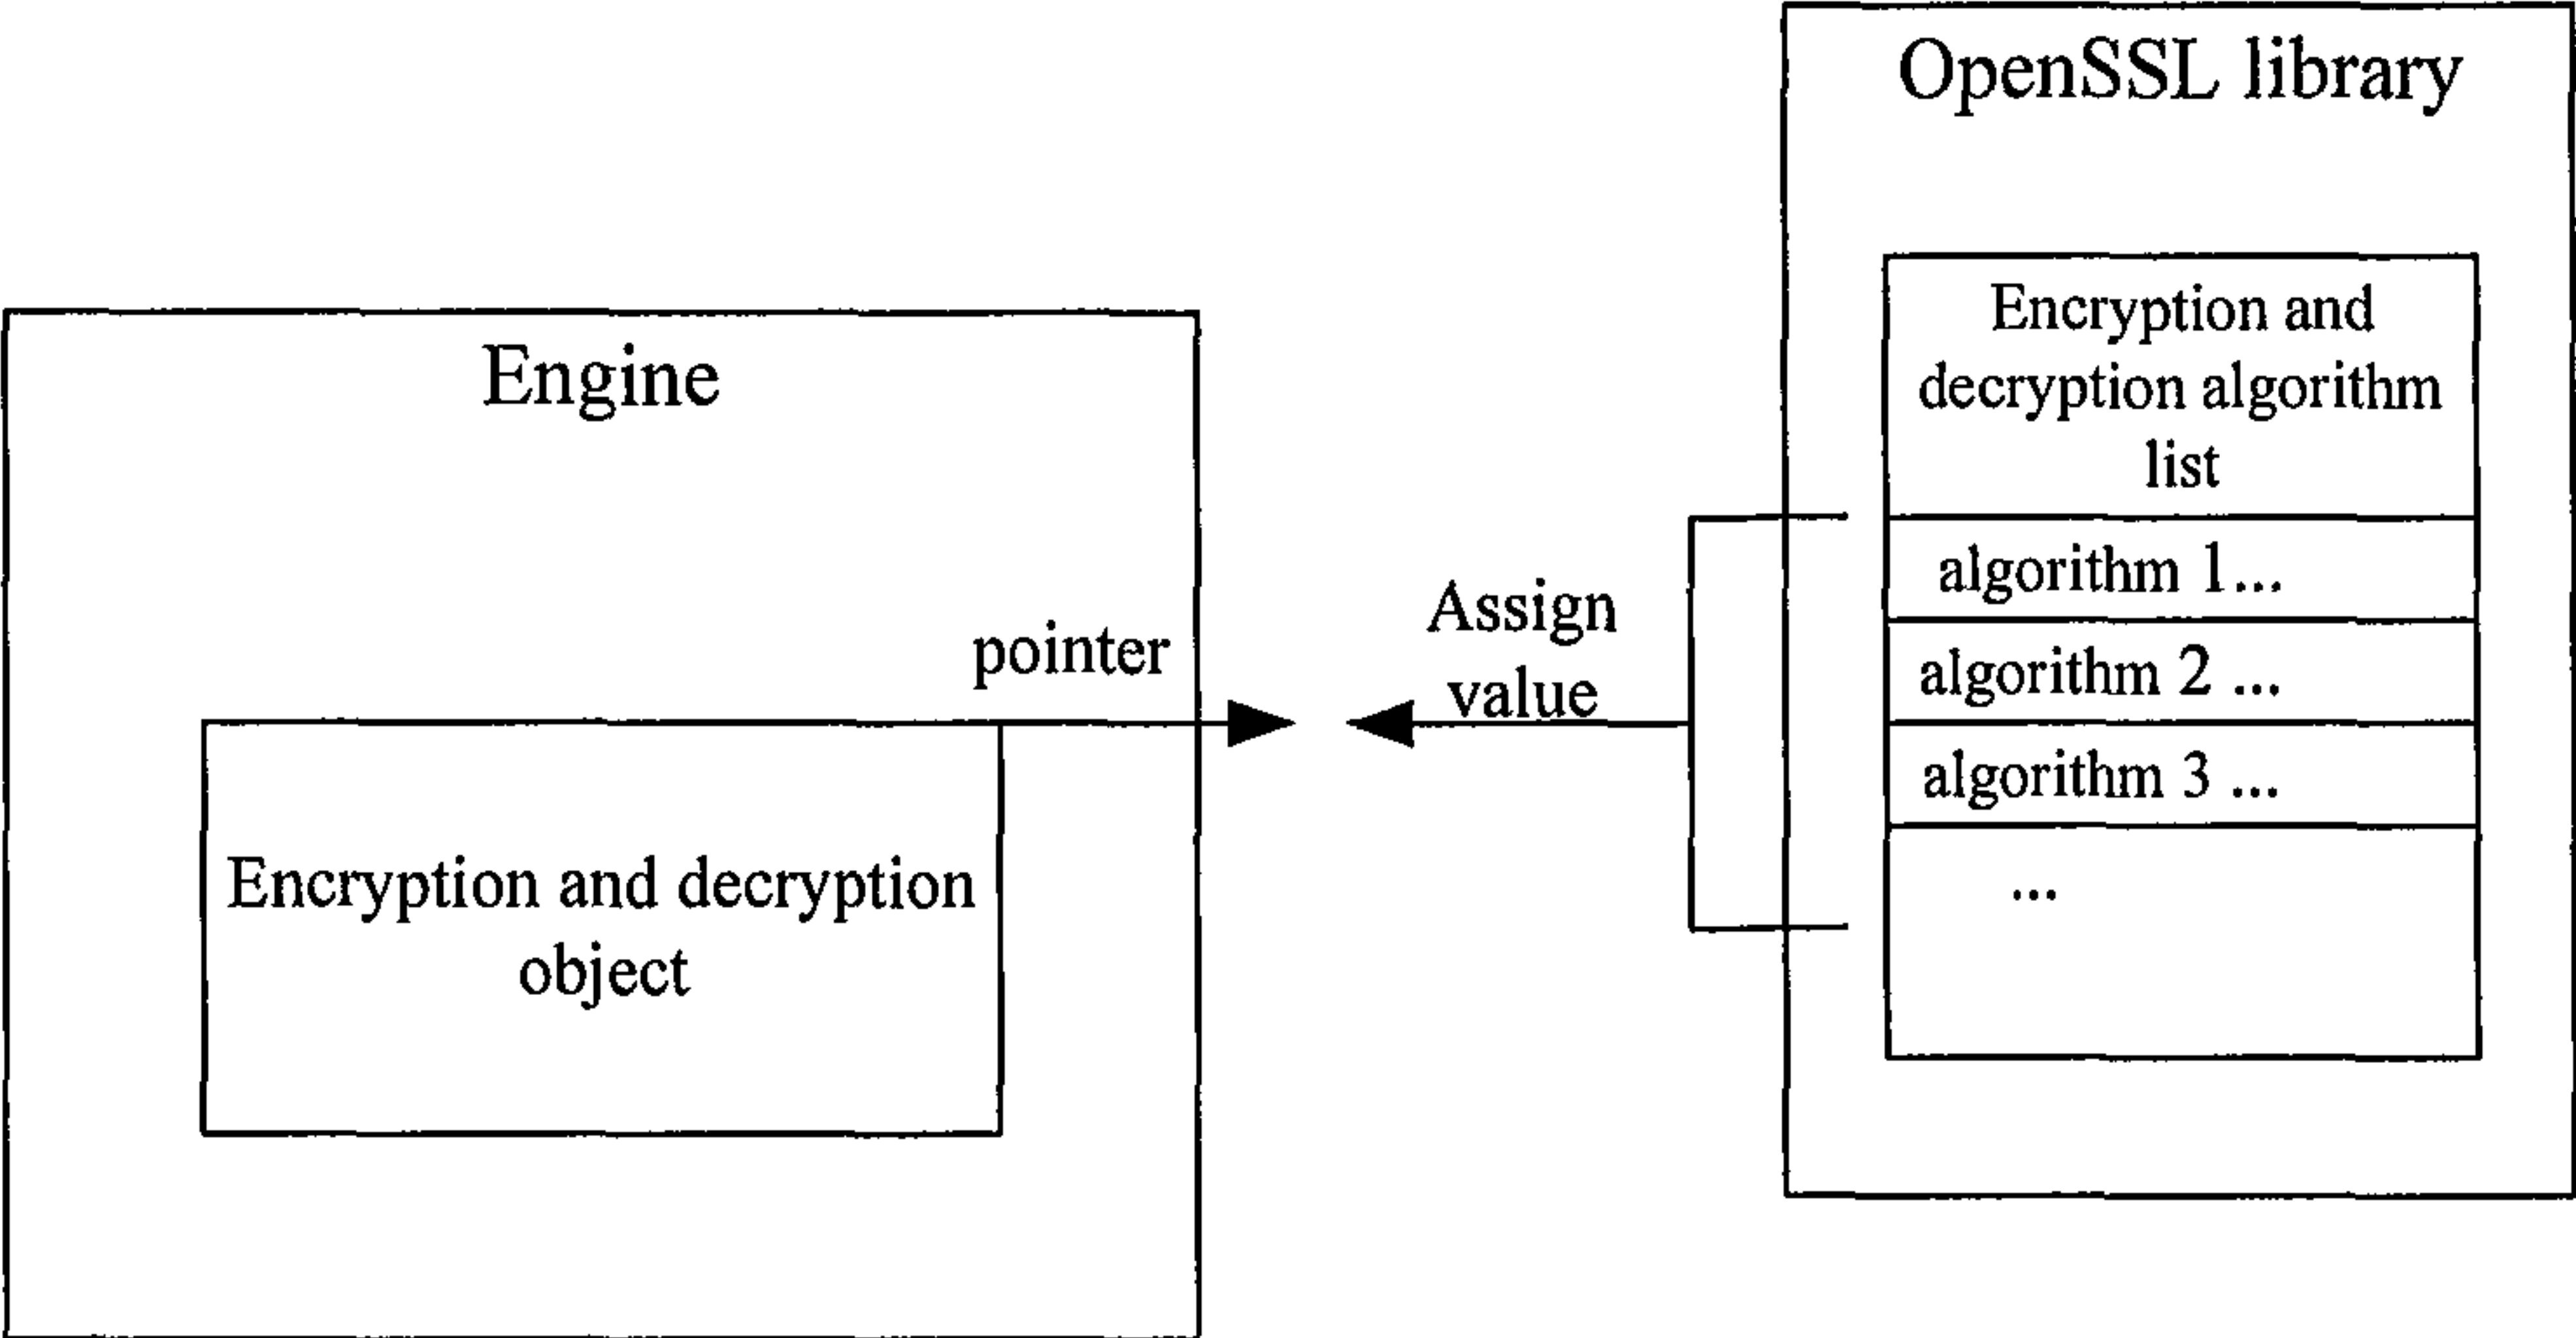 OpenSSL library
Encryption and
decryption algorithm
list
algorithm 1...
algorithm 2 ...
algorithm 3 ...
...
Engine
pointer
Assign
value
Encryption and decryption
object